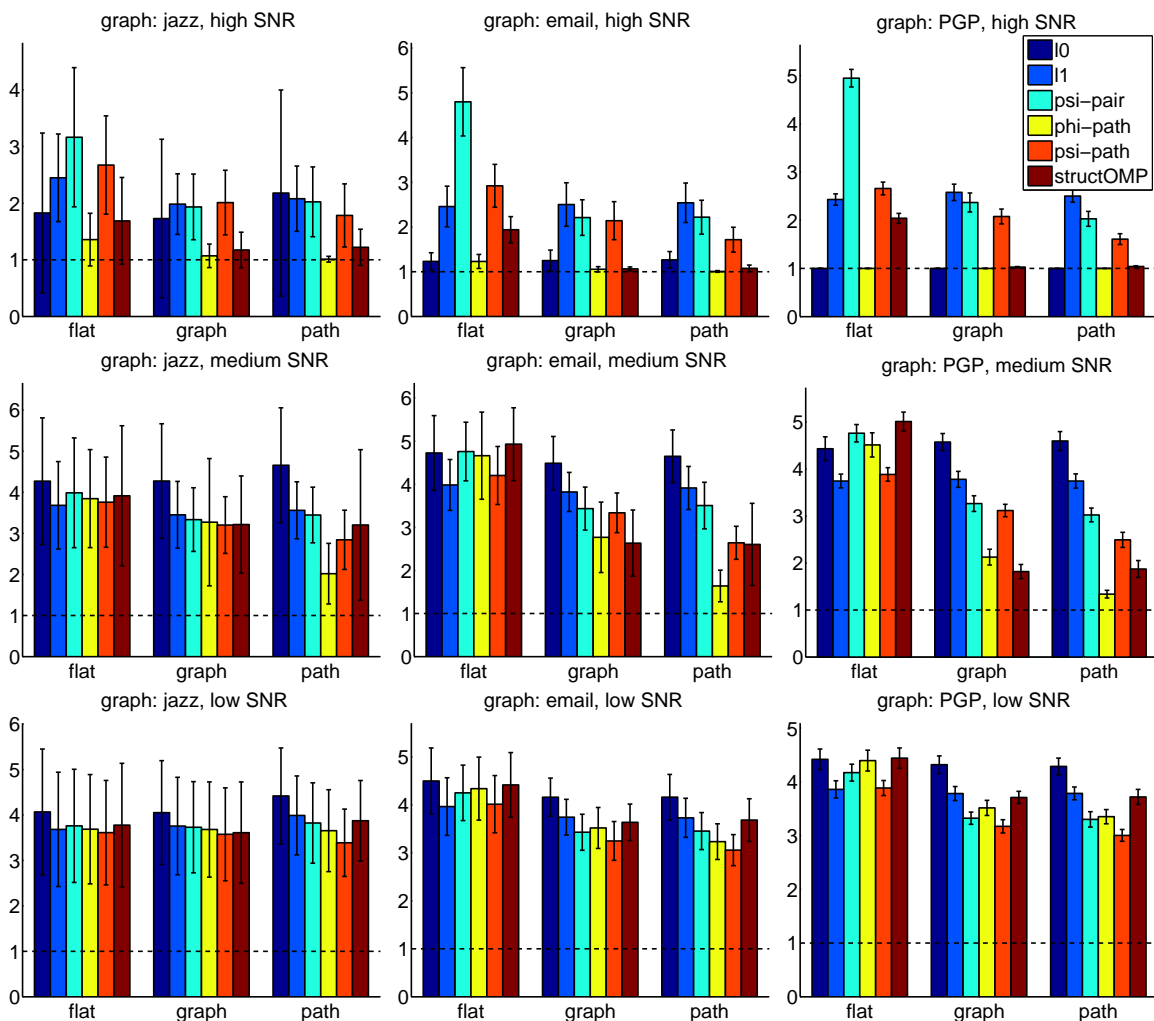 graph: jazz, high SNR
4
3
2
1
0
flat graph path
graph: email, high SNR
6
5
4
3
2
1
0
flat graph path
graph: PGP, high SNR
5
4
3
2
1
0
flat graph path
l0
l1
psi-pair
phi-path
psi-path
structOMP
graph: jazz, medium SNR
6
5
4
3
2
1
0
flat graph path
graph: email, medium SNR
6
5
4
3
2
1
0
flat graph path
graph: PGP, medium SNR
5
4
3
2
1
0
flat graph path
graph: jazz, low SNR
6
5
4
3
2
1
0
flat graph path
graph: email, low SNR
5
4
3
2
1
0
flat graph path
graph: PGP, low SNR
5
4
3
2
1
0
flat graph path